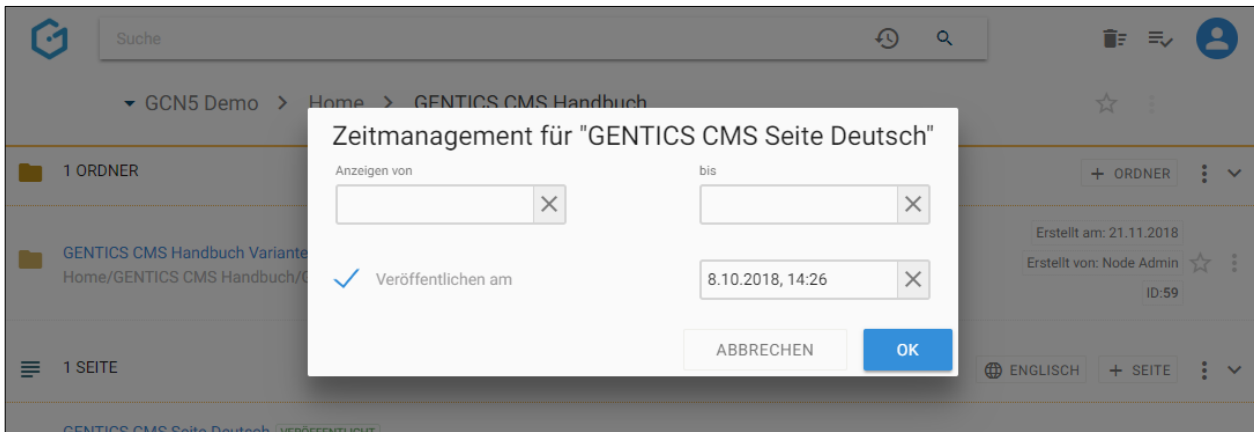 Suche
GCN5 Demo > Home > GENTICS CMS Handbuch
Zeitmanagement für "GENTICS CMS Seite Deutsch"
Anzeigen von bis
Veröffentlichen am 8.10.2018, 14:26
ABBRECHEN OK
1 ORDNER + ORDNER
GENTICS CMS Handbuch Variante
Home/GENTICS CMS Handbuch/
Erstellt am: 21.11.2018
Erstellt von: Node Admin
ID:59
1 SEITE ENGLISCH + SEITE
GENTICS CMS Seite Deutsch VERÖFFENTLICHT